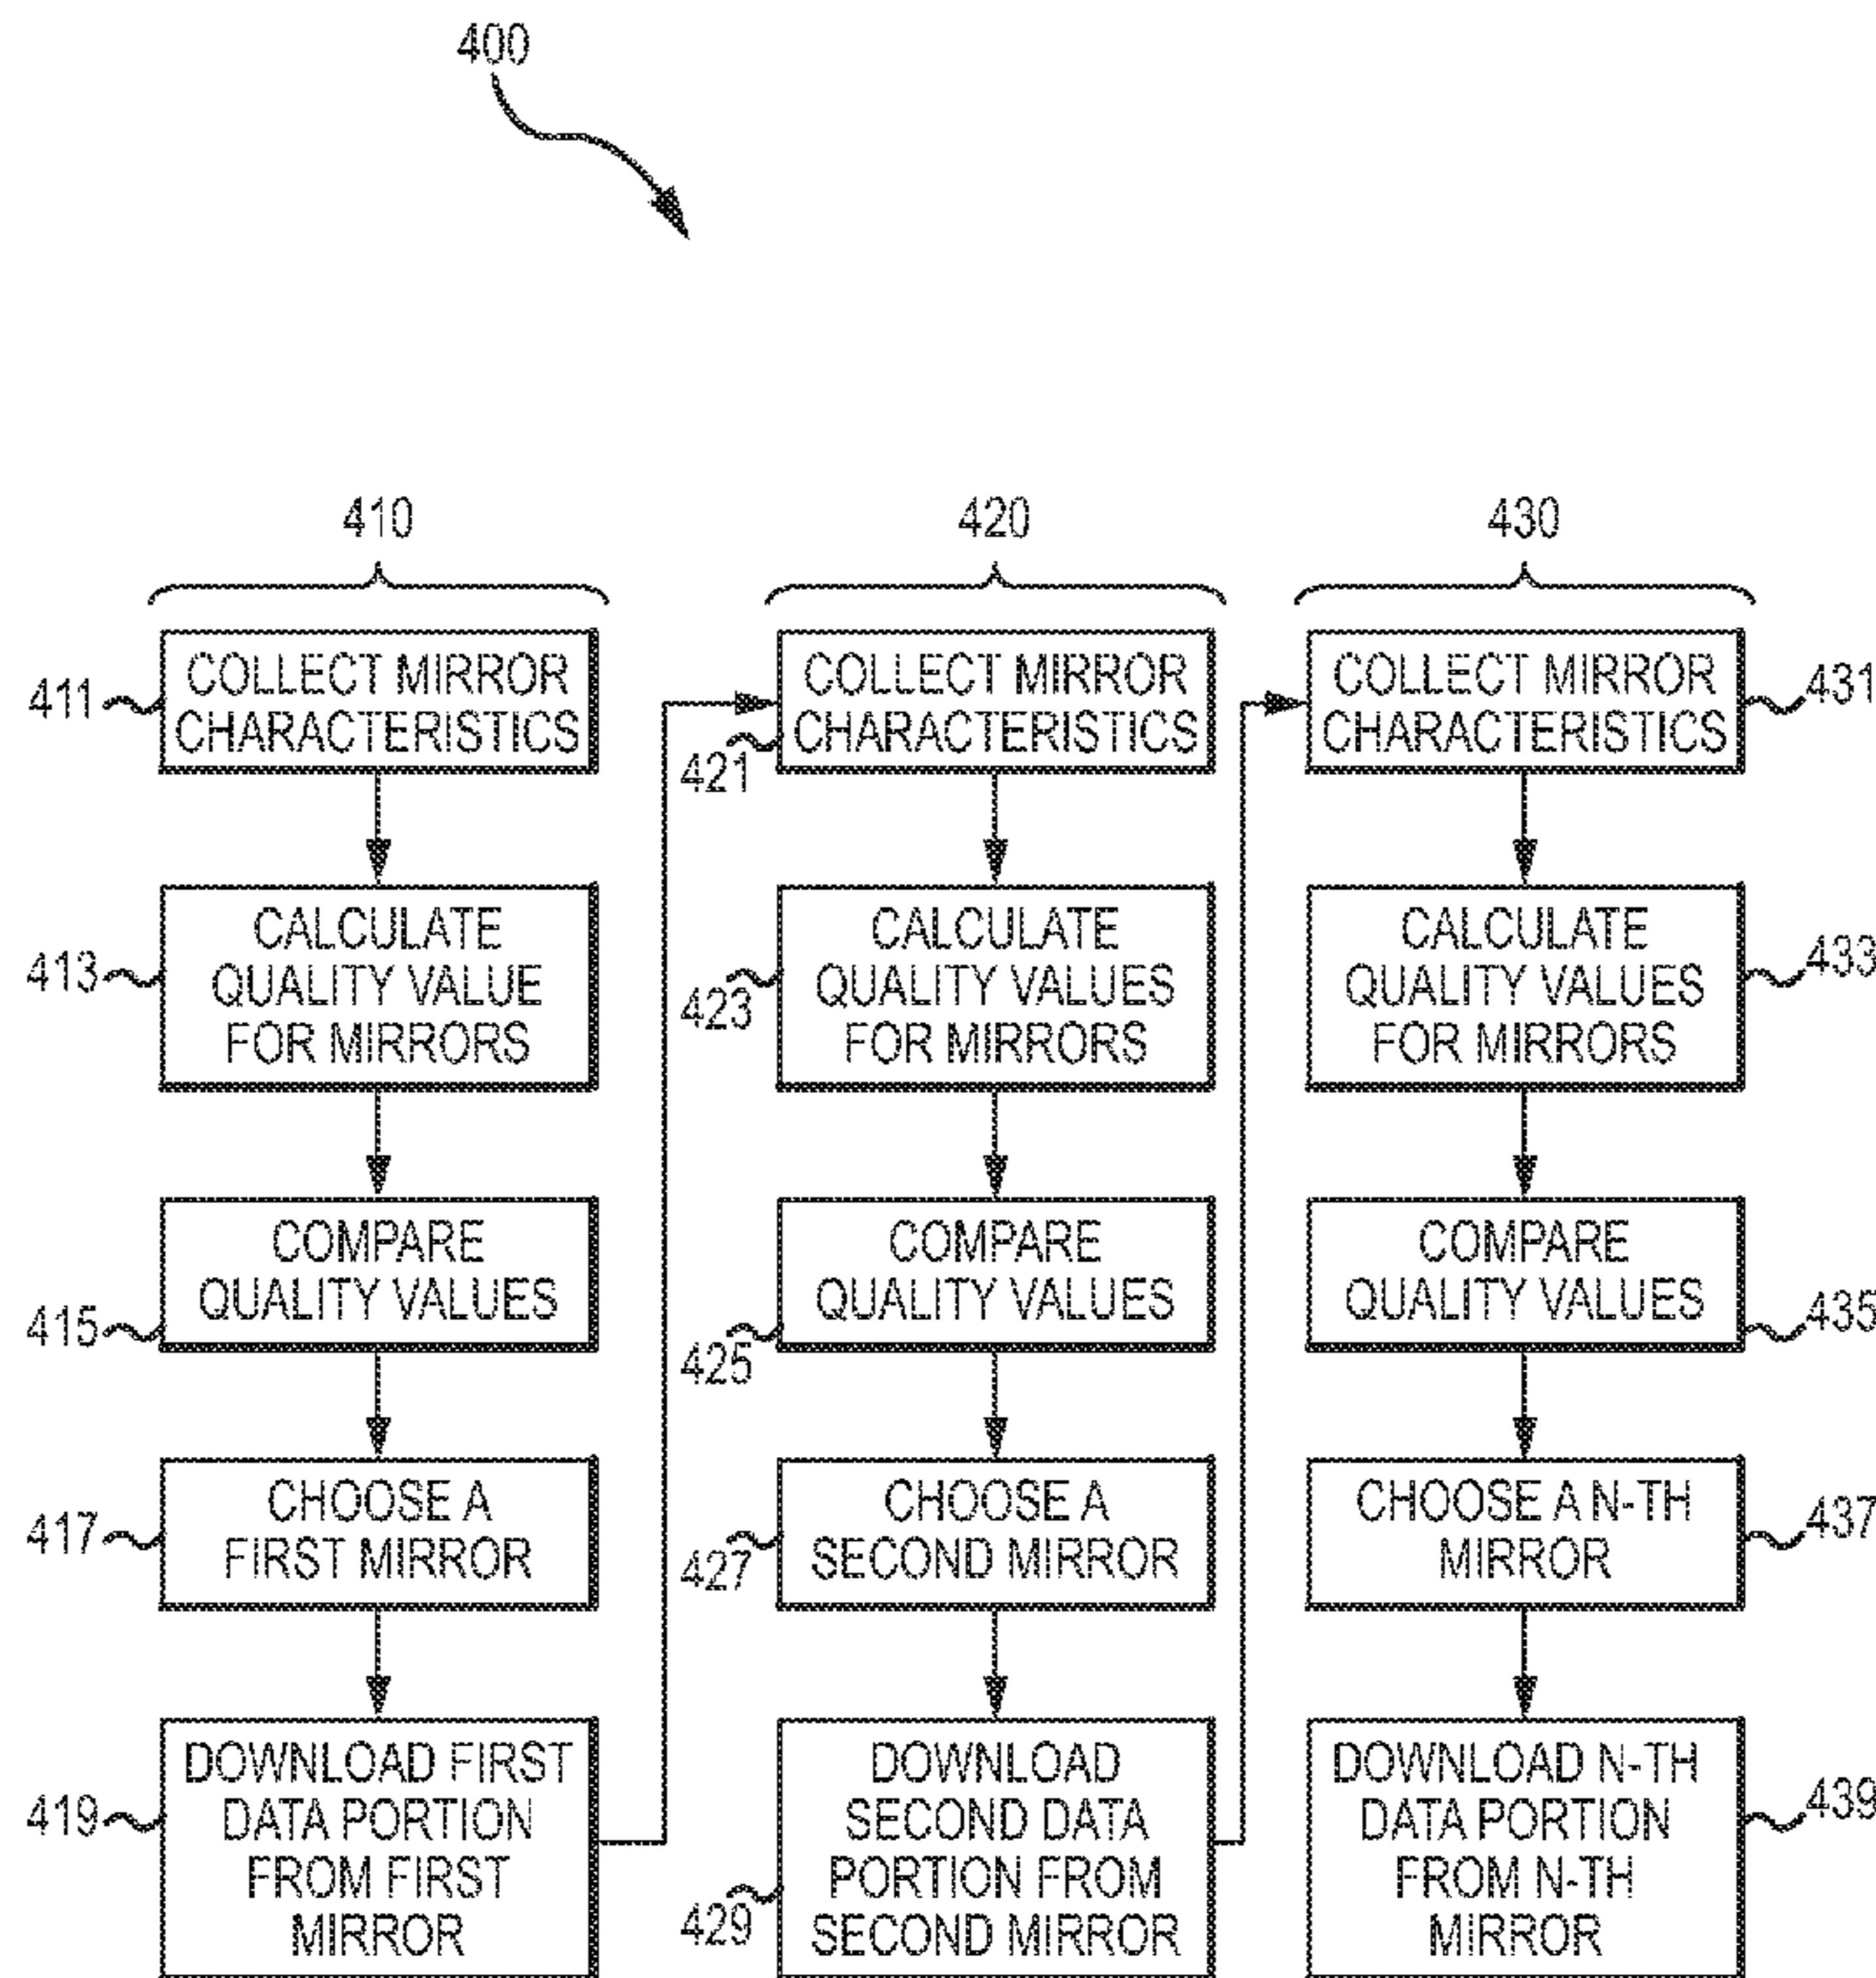 400
410
411
COLLECT MIRROR
CHARACTERISTICS
413
CALCULATE
QUALITY VALUE
FOR MIRRORS
415
COMPARE
QUALITY VALUES
417
CHOOSE A
FIRST MIRROR
419
DOWNLOAD FIRST
DATA PORTION
FROM FIRST
MIRROR
420
COLLECT MIRROR
CHARACTERISTICS
421
CALCULATE
QUALITY VALUES
FOR MIRRORS
423
COMPARE
QUALITY VALUES
425
CHOOSE A
SECOND MIRROR
427
DOWNLOAD
SECOND DATA
PORTION FROM
SECOND MIRROR
429
430
COLLECT MIRROR
CHARACTERISTICS
431
CALCULATE
QUALITY VALUES
FOR MIRRORS
433
COMPARE
QUALITY VALUES
435
CHOOSE A N-TH
MIRROR
437
DOWNLOAD N-TH
DATA PORTION
FROM N-TH
MIRROR
439